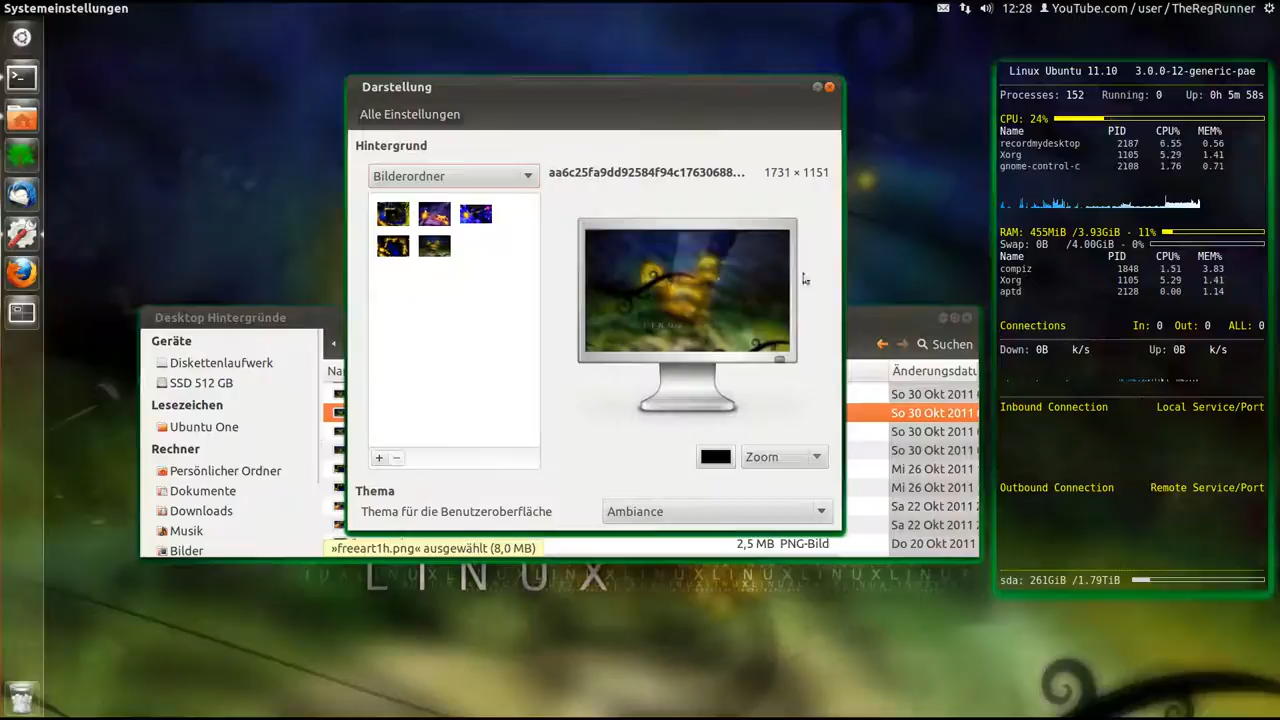 Systemeinstellungen
12:28 YouTube.com / user / TheRegRunner
Darstellung
Alle Einstellungen
Hintergrund
Bilderordner
aa6c25fa9dd92584f94c17630688... 1731 × 1151
+ −
Zoom
Thema
Thema für die Benutzeroberfläche
Ambiance
Desktop Hintergründe
Geräte
Diskettenlaufwerk
SSD 512 GB
Lesezeichen
Ubuntu One
Rechner
Persönlicher Ordner
Dokumente
Downloads
Musik
Bilder
Suchen
Änderungsdatu
So 30 Okt 2011
So 30 Okt 2011
So 30 Okt 2011
So 30 Okt 2011
Mi 26 Okt 2011
Mi 26 Okt 2011
Sa 22 Okt 2011
Sa 22 Okt 2011
Do 20 Okt 2011
2,5 MB PNG-Bild
»freeart1h.png« ausgewählt (8,0 MB)
LINUX
Linux Ubuntu 11.10 3.0.0-12-generic-pae
Processes: 152 Running: 0 Up: 0h 5m 58s
CPU: 24%
Name PID CPU% MEM%
recordmydesktop 2187 6.55 0.56
Xorg 1105 5.29 1.41
gnome-control-c 2108 1.76 0.71
RAM: 455MiB /3.93GiB - 11%
Swap: 0B /4.00GiB - 0%
Name PID CPU% MEM%
compiz 1848 1.51 3.83
Xorg 1105 5.29 1.41
aptd 2128 0.00 1.14
Connections In: 0 Out: 0 ALL: 0
Down: 0B k/s Up: 0B k/s
Inbound Connection Local Service/Port
Outbound Connection Remote Service/Port
sda: 261GiB /1.79TiB